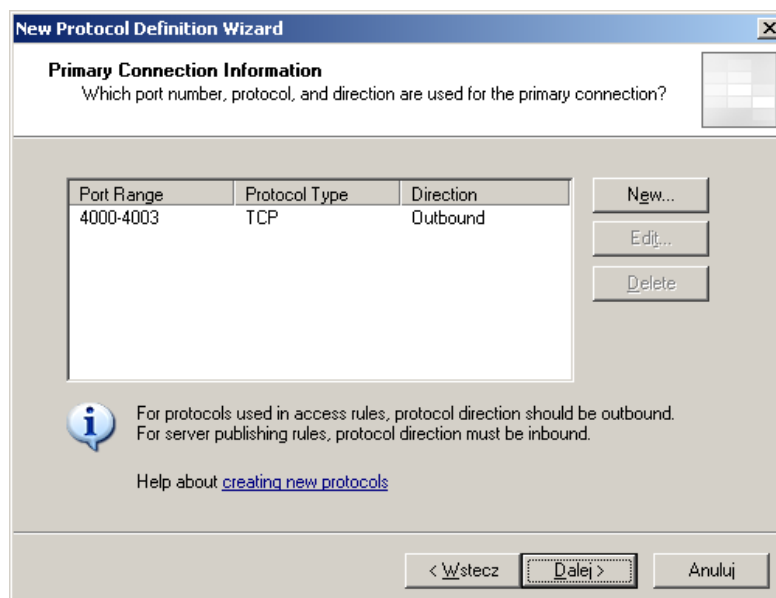 New Protocol Definition Wizard
Primary Connection Information
Which port number, protocol, and direction are used for the primary connection?
Port Range Protocol Type Direction
4000-4003 TCP Outbound
New...
Edit...
Delete
For protocols used in access rules, protocol direction should be outbound.
For server publishing rules, protocol direction must be inbound.
Help about creating new protocols
< Wstecz Dalej > Anuluj